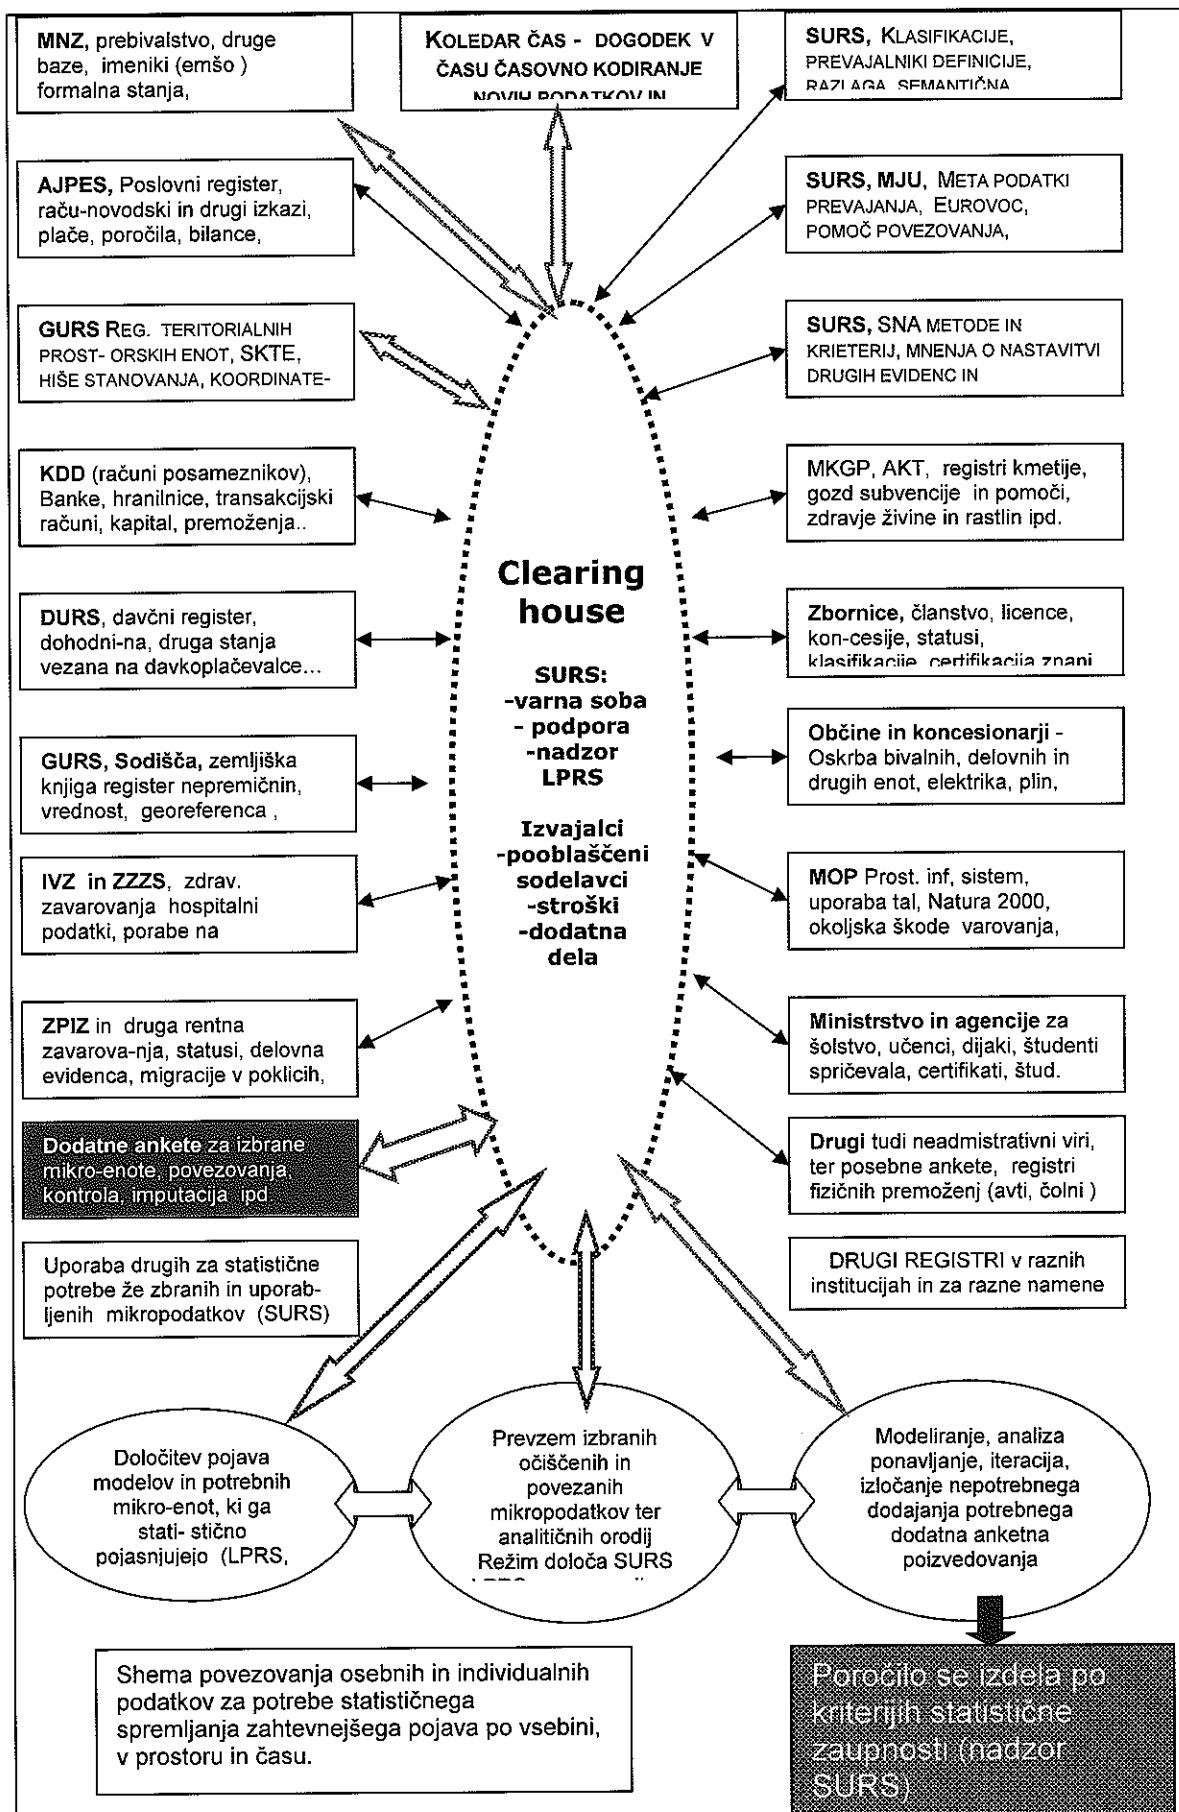 MNZ, prebivalstvo, druge
baze, imeniki (emšo )
formalna stanja,
KOLEDAR ČAS - DOGODEK V
ČASU ČASOVNO KODIRANJE
NOVIH PODATKOV IN
SURS, KLASIFIKACIJE,
PREVAJALNIKI DEFINICIJE,
RAZLAGA, SEMANTIČNA
AJPES, Poslovni register,
raču-novodski in drugi izkazi,
plače, poročila, bilance,
SURS, MJU, META PODATKI
PREVAJANJA, EUROVOC,
POMOČ POVEZOVANJA,
GURS REG. TERITORIALNIH
PROST- ORSKIH ENOT, SKTE,
HIŠE STANOVANJA, KOORDINATE-
SURS, SNA METODE IN
KRIETERIJ, MNENJA O NASTAVITVI
DRUGIH EVIDENC IN
KDD (računi posameznikov),
Banke, hranilnice, transakcijski
računi, kapital, premoženja..
MKGP, AKT, registri kmetije,
gozd subvencije in pomoči,
zdravje živine in rastlin ipd.
DURS, davčni register,
dohodni-na, druga stanja
vezana na davkoplačevalce...
Zbornice, članstvo, licence,
kon-cesije, statusi,
klasifikacije, certifikacija znanj
GURS, Sodišča, zemljiška
knjiga register nepremičnin,
vrednost, georeferenca ,
Občine in koncesionarji -
Oskrba bivalnih, delovnih in
drugih enot, elektrika, plin,
IVZ in ZZZS, zdrav.
zavarovanja hospitalni
podatki, porabe na
MOP Prost. inf, sistem,
uporaba tal, Natura 2000,
okoljska škode varovanja,
ZPIZ in druga rentna
zavarova-nja, statusi, delovna
evidenca, migracije v poklicih,
Ministrstvo in agencije za
šolstvo, učenci, dijaki, študenti
spričevala, certifikati, štud.
Dodatne ankete za izbrane
mikro-enote, povezovanja,
kontrola, imputacija ipd
Drugi tudi neadmistrativni viri,
ter posebne ankete, registri
fizičnih premoženj (avti, čolni )
Uporaba drugih za statistične
potrebe že zbranih in uporab-
ljenih mikropodatkov (SURS)
DRUGI REGISTRI v raznih
institucijah in za razne namene
Clearing
house
SURS:
-varna soba
- podpora
-nadzor
LPRS
Izvajalci
-pooblaščeni
sodelavci
-stroški
-dodatna
dela
Določitev pojava
modelov in potrebnih
mikro-enot, ki ga
stati- stično
pojasnjujejo (LPRS,
Prevzem izbranih
očiščenih in
povezanih
mikropodatkov ter
analitičnih orodij
Režim določa SURS
Modeliranje, analiza
ponavljanje, iteracija,
izločanje nepotrebnega
dodajanja potrebnega
dodatna anketna
poizvedovanja
Shema povezovanja osebnih in individualnih
podatkov za potrebe statističnega
spremljanja zahtevnejšega pojava po vsebini,
v prostoru in času.
Poročilo se izdela po
kriterijih statistične
zaupnosti (nadzor
SURS)